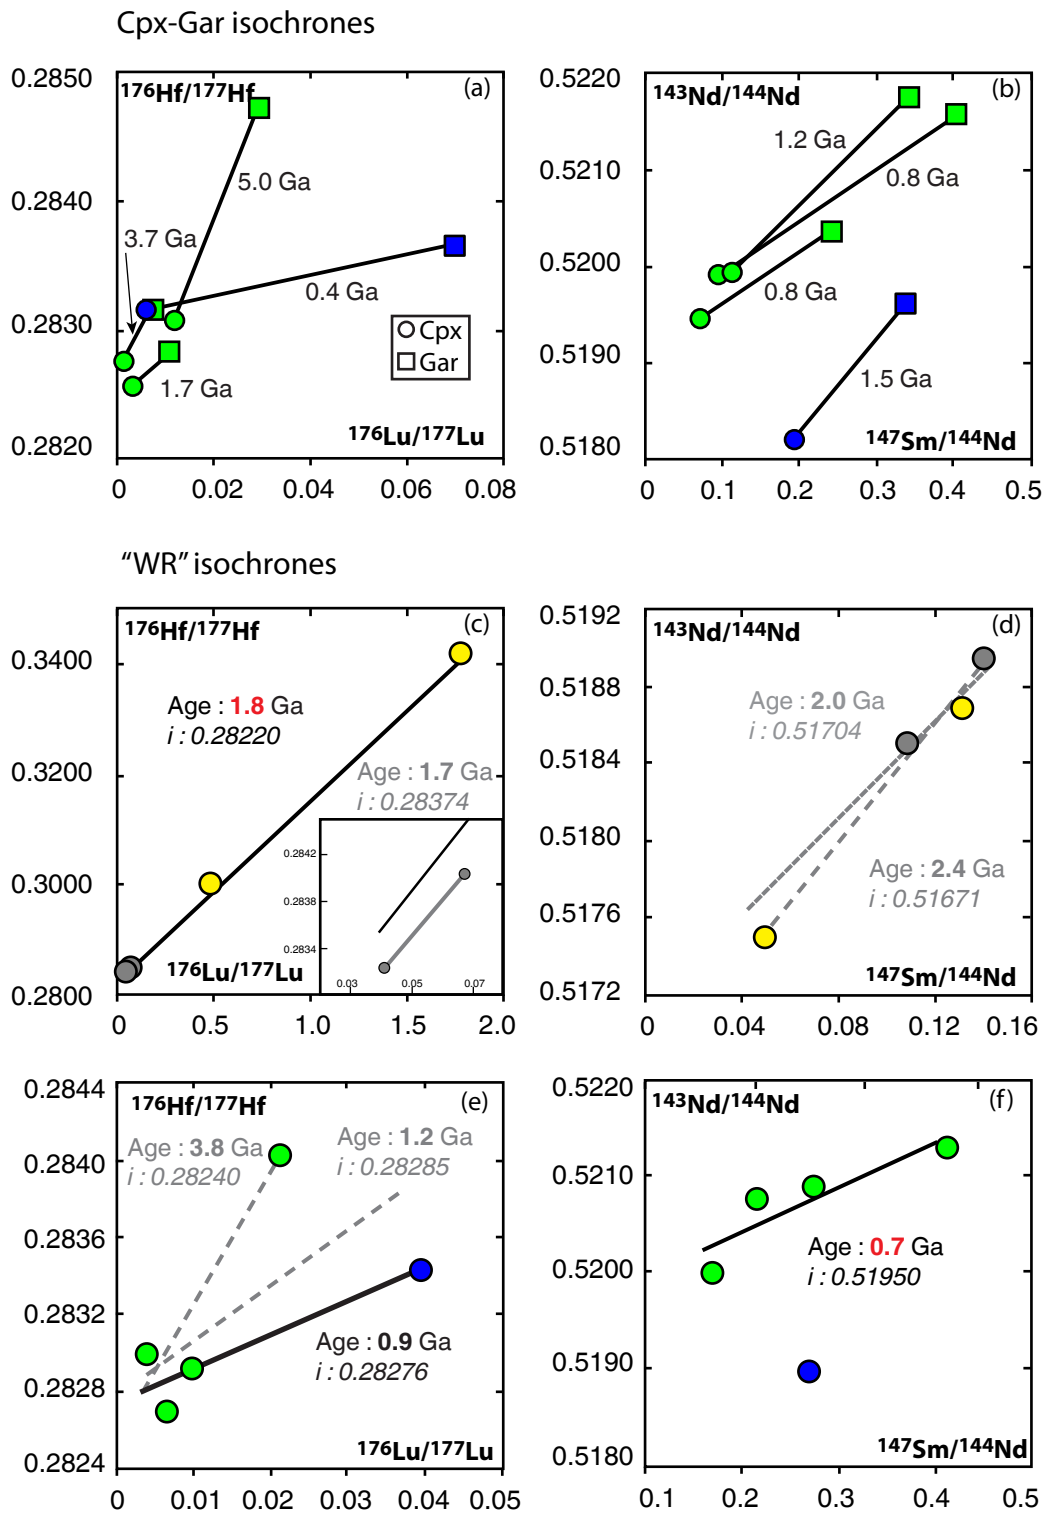 Cpx-Gar isochrones
0.2850
176Hf/177Hf
(a)
5.0 Ga
0.2840
3.7 Ga
0.4 Ga
0.2830
Cpx
Gar
1.7 Ga
176Lu/177Lu
0.2820
0 0.02 0.04 0.06 0.08
0.5220
143Nd/144Nd
(b)
1.2 Ga
0.5210
0.8 Ga
0.5200
0.8 Ga
0.5190
1.5 Ga
0.5180
147Sm/144Nd
0 0.1 0.2 0.3 0.4 0.5
“WR” isochrones
176Hf/177Hf
(c)
0.3400
Age : 1.8 Ga
i : 0.28220
0.3200
Age : 1.7 Ga
i : 0.28374
0.2842
0.3000
0.2838
0.2834
176Lu/177Lu
0.03 0.05 0.07
0.2800
0 0.5 1.0 1.5 2.0
0.5192
143Nd/144Nd
(d)
0.5188
Age : 2.0 Ga
i : 0.51704
0.5184
0.5180
Age : 2.4 Ga
i : 0.51671
0.5176
147Sm/144Nd
0.5172
0 0.04 0.08 0.12 0.16
0.2844
176Hf/177Hf
(e)
Age : 3.8 Ga
i : 0.28240
Age : 1.2 Ga
i : 0.28285
0.2840
0.2836
0.2832
Age : 0.9 Ga
i : 0.28276
0.2828
176Lu/177Lu
0.2824
0 0.01 0.02 0.03 0.04 0.05
0.5220
143Nd/144Nd
(f)
0.5210
Age : 0.7 Ga
i : 0.51950
0.5200
0.5190
147Sm/144Nd
0.5180
0.1 0.2 0.3 0.4 0.5